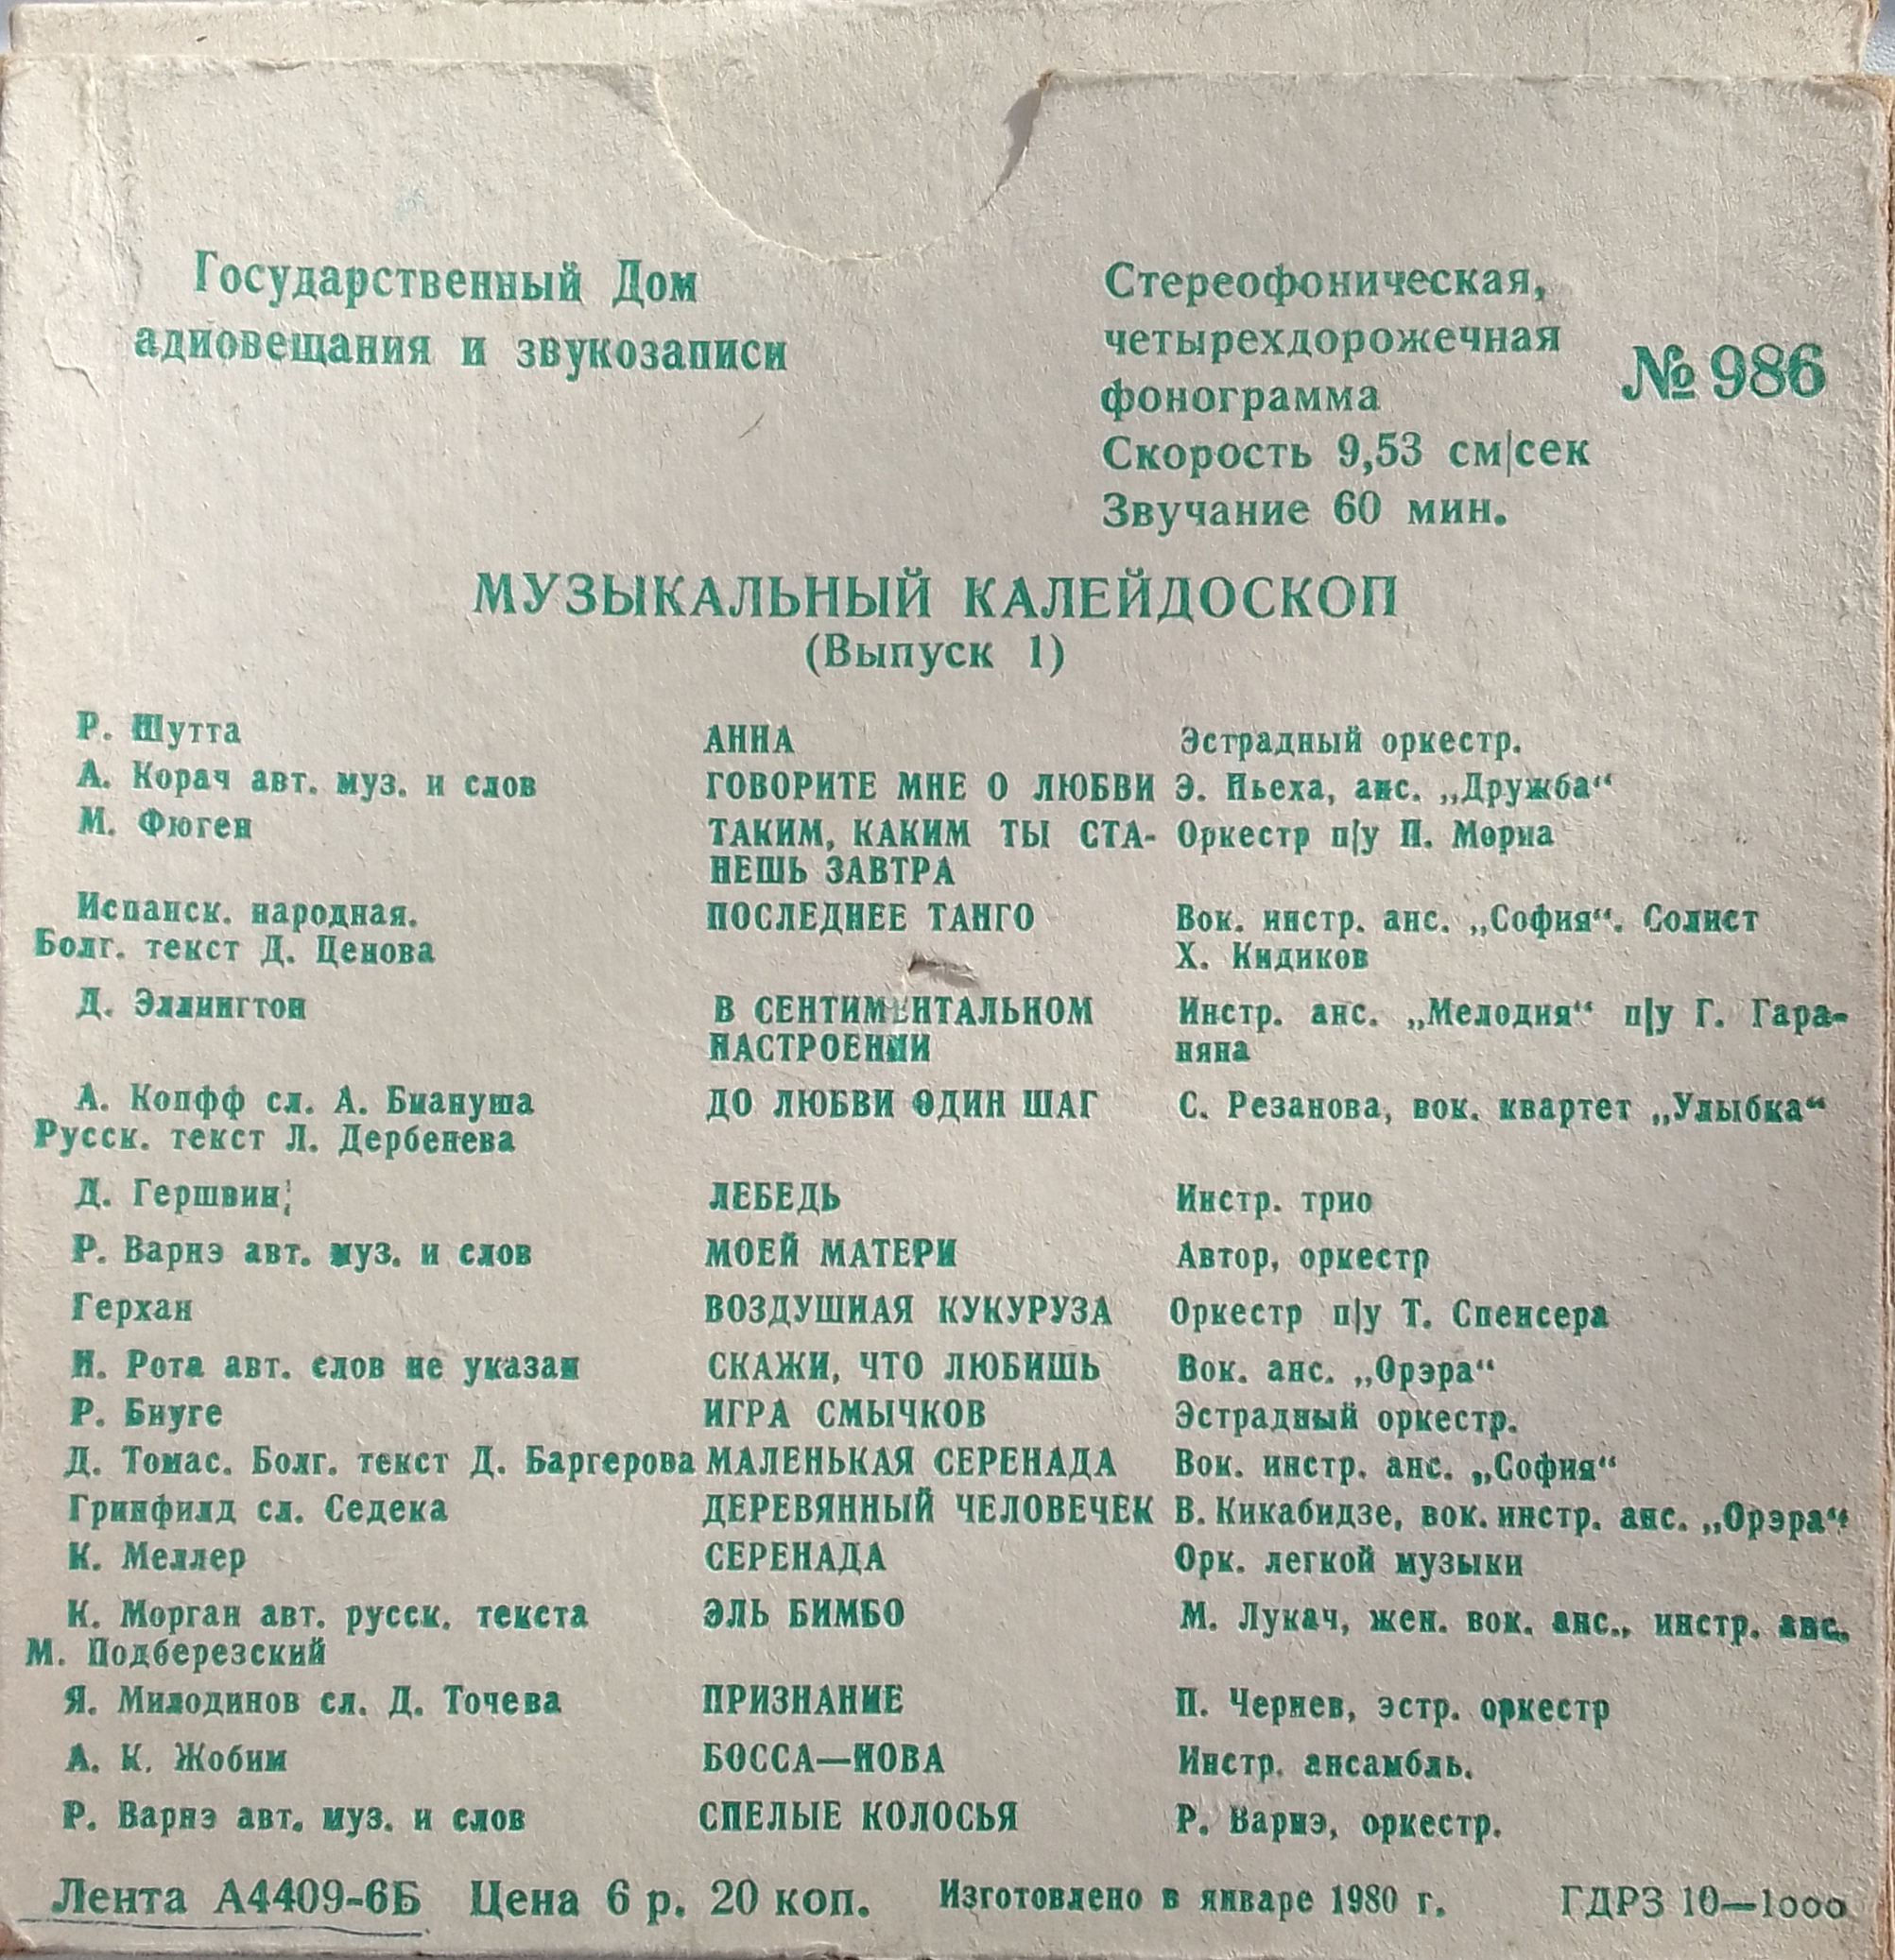 Государственный Дом
адиовещания и звукозаписи
Стереофоническая,
четырехдорожечная
фонограмма
Скорость 9,53 см|сек
Звучание 60 мин.
№ 986
МУЗЫКАЛЬНЫЙ КАЛЕЙДОСКОП
(Выпуск 1)
Р. Шутта АННА Эстрадный оркестр.
А. Корач авт. муз. и слов ГОВОРИТЕ МНЕ О ЛЮБВИ Э. Пьеха, анс. „Дружба“
М. Фюген ТАКИМ, КАКИМ ТЫ СТА- Оркестр п|у П. Мориа
НЕШЬ ЗАВТРА
Испанск. народная. ПОСЛЕДНЕЕ ТАНГО Вок. инстр. анс. „София“. Солист
Болг. текст Д. Ценова Х. Кидиков
Д. Эллингтон В СЕНТИМЕНТАЛЬНОМ Инстр. анс. „Мелодия“ п|у Г. Гара-
НАСТРОЕНИИ няна
А. Копфф сл. А. Биануша ДО ЛЮБВИ ОДИН ШАГ С. Резанова, вок. квартет „Улыбка“
Русск. текст Л. Дербенева
Д. Гершвин ЛЕБЕДЬ Инстр. трио
Р. Варнэ авт. муз. и слов МОЕЙ МАТЕРИ Автор, оркестр
Герхан ВОЗДУШНАЯ КУКУРУЗА Оркестр п|у Т. Спенсера
Н. Рота авт. слов не указан СКАЖИ, ЧТО ЛЮБИШЬ Вок. анс. „Орэра“
Р. Бнуге ИГРА СМЫЧКОВ Эстрадный оркестр.
Д. Томас. Болг. текст Д. Баргерова МАЛЕНЬКАЯ СЕРЕНАДА Вок. инстр. анс. „София“
Гринфилд сл. Седека ДЕРЕВЯННЫЙ ЧЕЛОВЕЧЕК В. Кикабидзе, вок. инстр. анс. „Орэра“
К. Меллер СЕРЕНАДА Орк. легкой музыки
К. Морган авт. русск. текста ЭЛЬ БИМБО М. Лукач, жен. вок. анс., инстр. анс.
М. Подберезский
Я. Милодинов сл. Д. Точева ПРИЗНАНИЕ П. Чернев, эстр. оркестр
А. К. Жобим БОССА—НОВА Инстр. ансамбль.
Р. Варнэ авт. муз. и слов СПЕЛЫЕ КОЛОСЬЯ Р. Варнэ, оркестр.
Лента А4409-6Б Цена 6 р. 20 коп. Изготовлено в январе 1980 г. ГДРЗ 10—1000